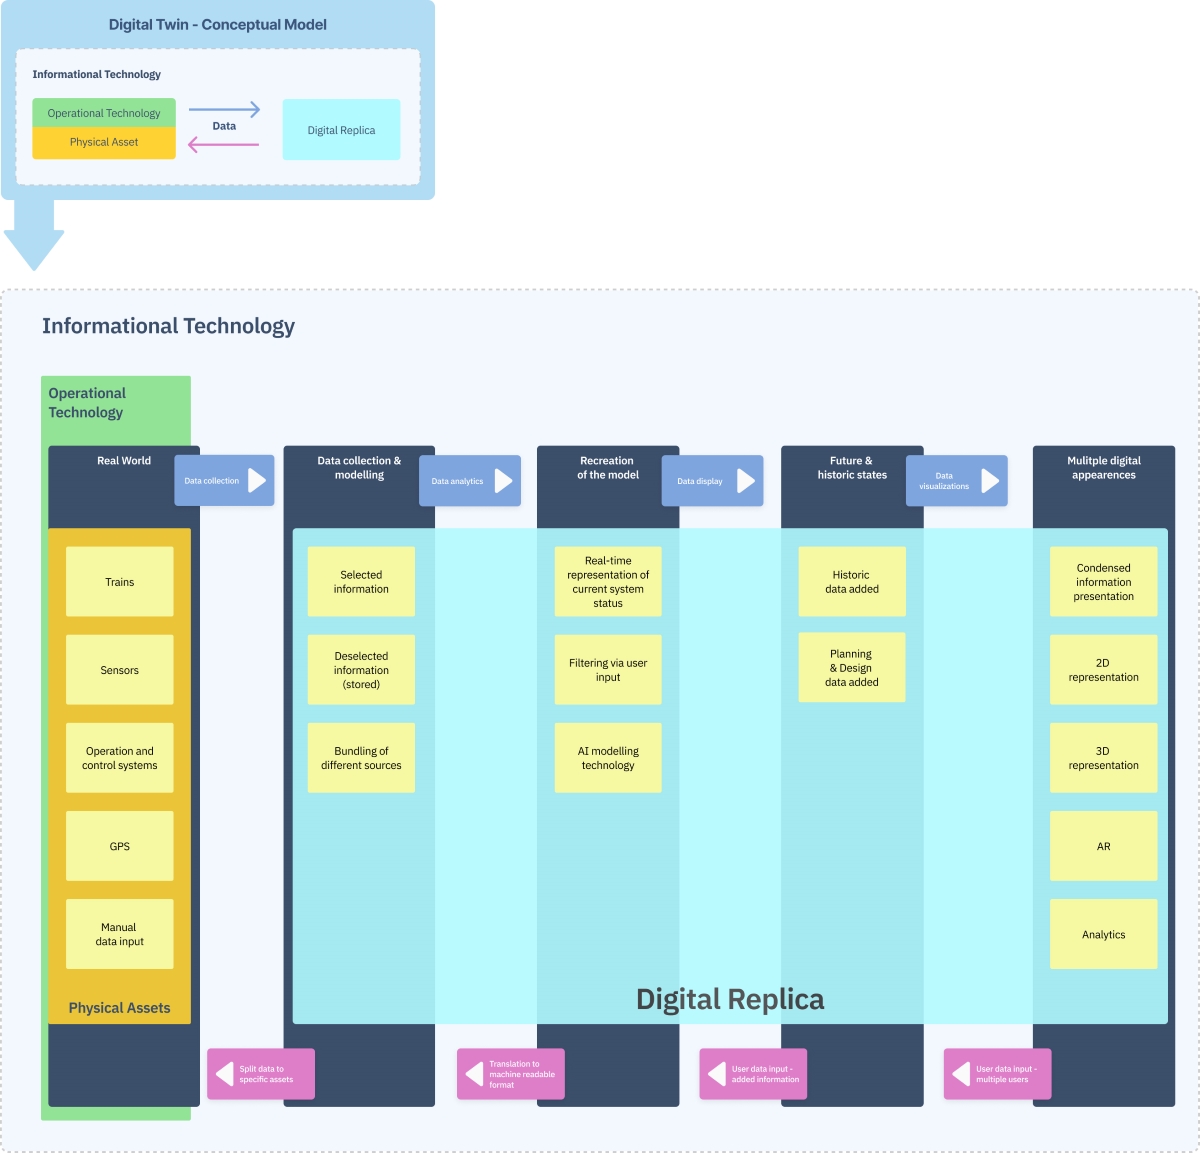 Digital Twin - Conceptual Model
Informational Technology
Operational Technology
Physical Asset
Data
Digital Replica
Informational Technology
Operational
Technology
Real World
Data collection
Data collection &
modelling
Data analytics
Recreation
of the model
Data display
Future &
historic states
Data
visualizations
Mulitple digital
appearences
Trains
Sensors
Operation and
control systems
GPS
Manual
data input
Physical Assets
Selected
information
Deselected
information
(stored)
Bundling of
different sources
Real-time
representation of
current system
status
Filtering via user
input
AI modelling
technology
Historic
data added
Planning
& Design
data added
Condensed
information
presentation
2D
representation
3D
representation
AR
Analytics
Digital Replica
Split data to
specific assets
Translation to
machine readable
format
User data input -
added information
User data input -
multiple users